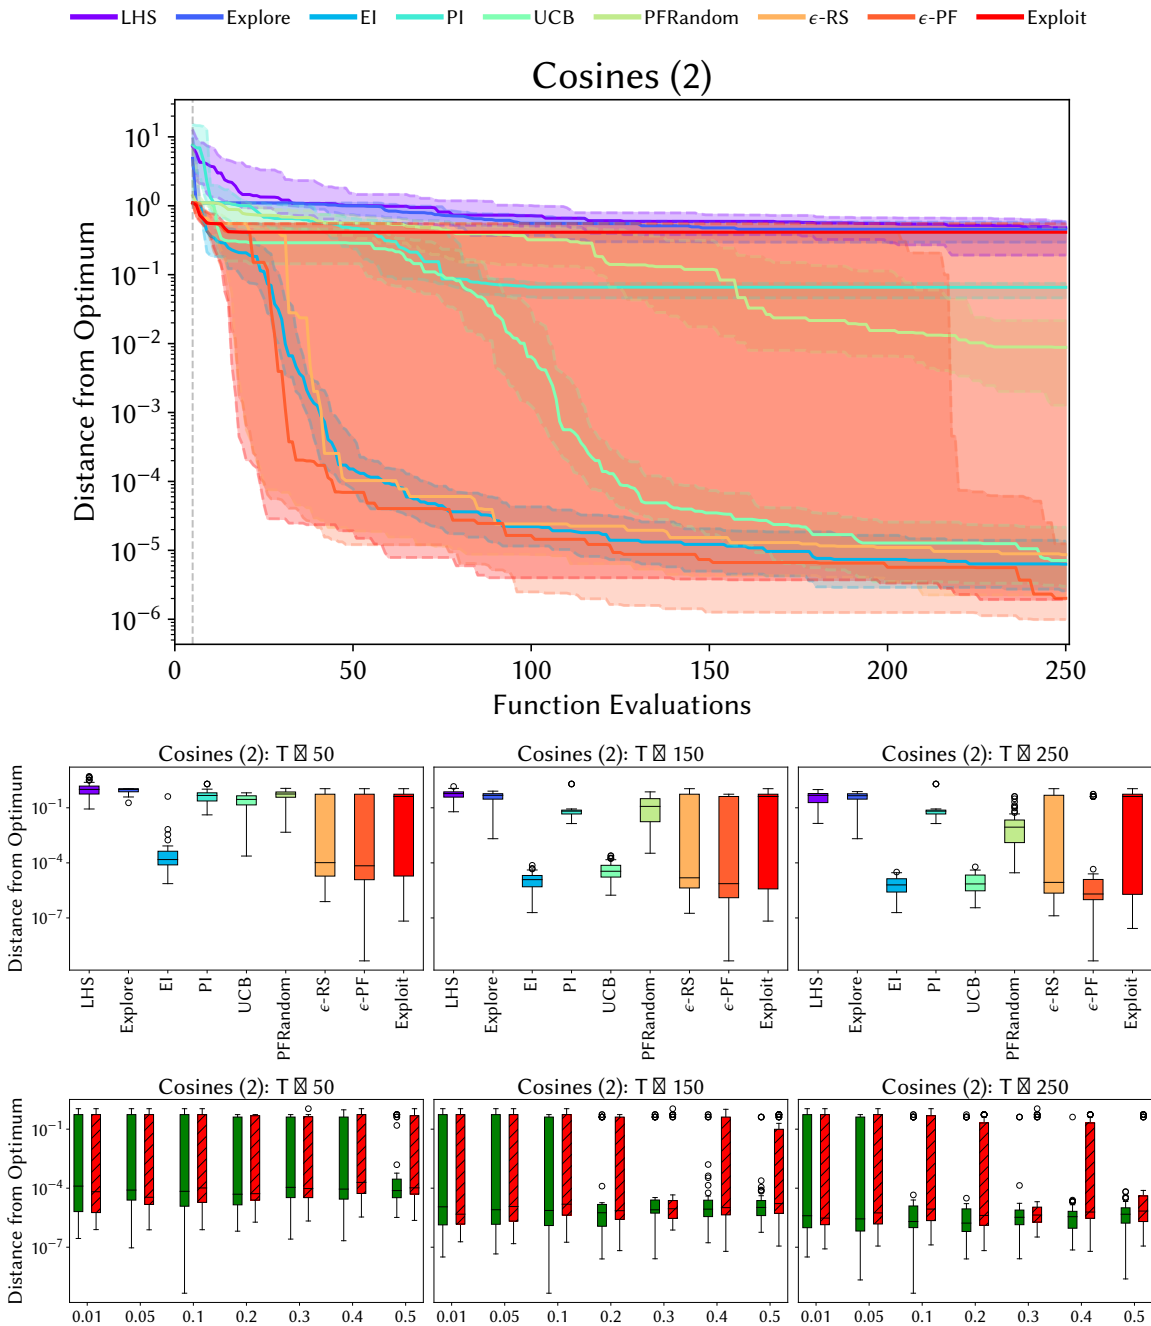 LHS Explore EI PI UCB PFRandom ϵ-RS ϵ-PF Exploit
Cosines (2)
Distance from Optimum
10¹
10⁰
10⁻¹
10⁻²
10⁻³
10⁻⁴
10⁻⁵
10⁻⁶
0 50 100 150 200 250
Function Evaluations
Cosines (2): T 50
Cosines (2): T 150
Cosines (2): T 250
Distance from Optimum
10⁻¹
10⁻⁴
10⁻⁷
LHS Explore EI PI UCB PFRandom ϵ-RS ϵ-PF Exploit
LHS Explore EI PI UCB PFRandom ϵ-RS ϵ-PF Exploit
LHS Explore EI PI UCB PFRandom ϵ-RS ϵ-PF Exploit
Cosines (2): T 50
Cosines (2): T 150
Cosines (2): T 250
Distance from Optimum
10⁻¹
10⁻⁴
10⁻⁷
0.01 0.05 0.1 0.2 0.3 0.4 0.5
0.01 0.05 0.1 0.2 0.3 0.4 0.5
0.01 0.05 0.1 0.2 0.3 0.4 0.5